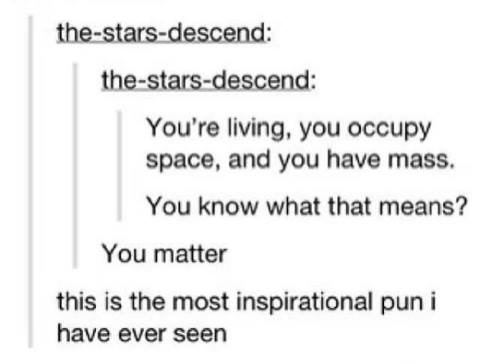 the-stars-descend:
the-stars-descend:
You're living, you occupy
space, and you have mass.
You know what that means?
You matter
this is the most inspirational pun i
have ever seen